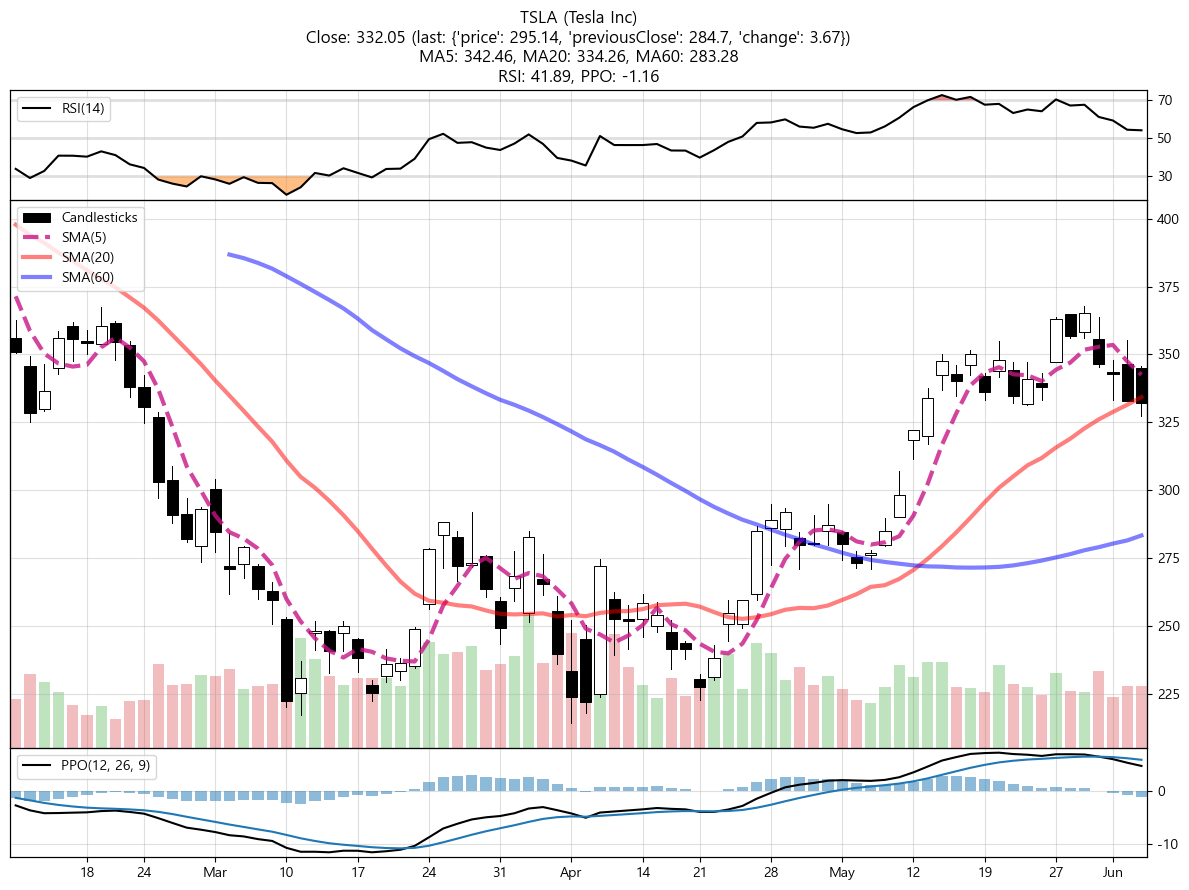 TSLA (Tesla Inc)
Close: 332.05 (last: {'price': 295.14, 'previousClose': 284.7, 'change': 3.67})
MA5: 342.46, MA20: 334.26, MA60: 283.28
RSI: 41.89, PPO: -1.16
RSI(14)
70
50
30
Candlesticks
SMA(5)
SMA(20)
SMA(60)
400
375
350
325
300
275
250
225
PPO(12, 26, 9)
0
-10
18 24 Mar 10 17 24 31 Apr 14 21 28 May 12 19 27 Jun